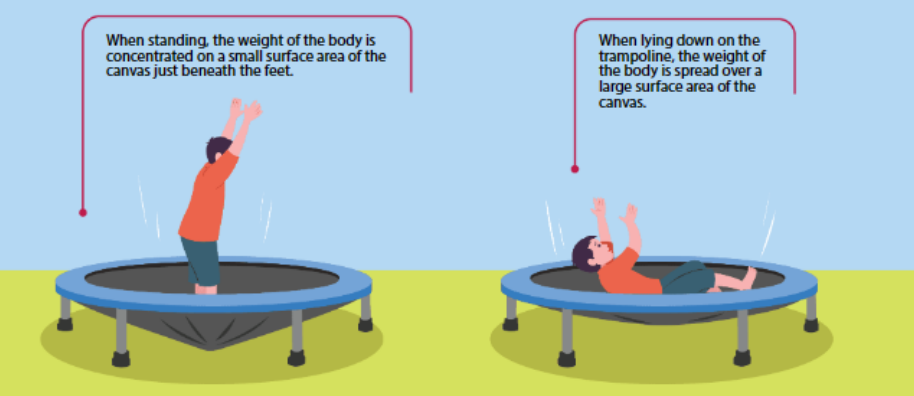 When standing, the weight of the body is
concentrated on a small surface area of the
canvas just beneath the feet.
When lying down on the
trampoline, the weight of
the body is spread over a
large surface area of the
canvas.